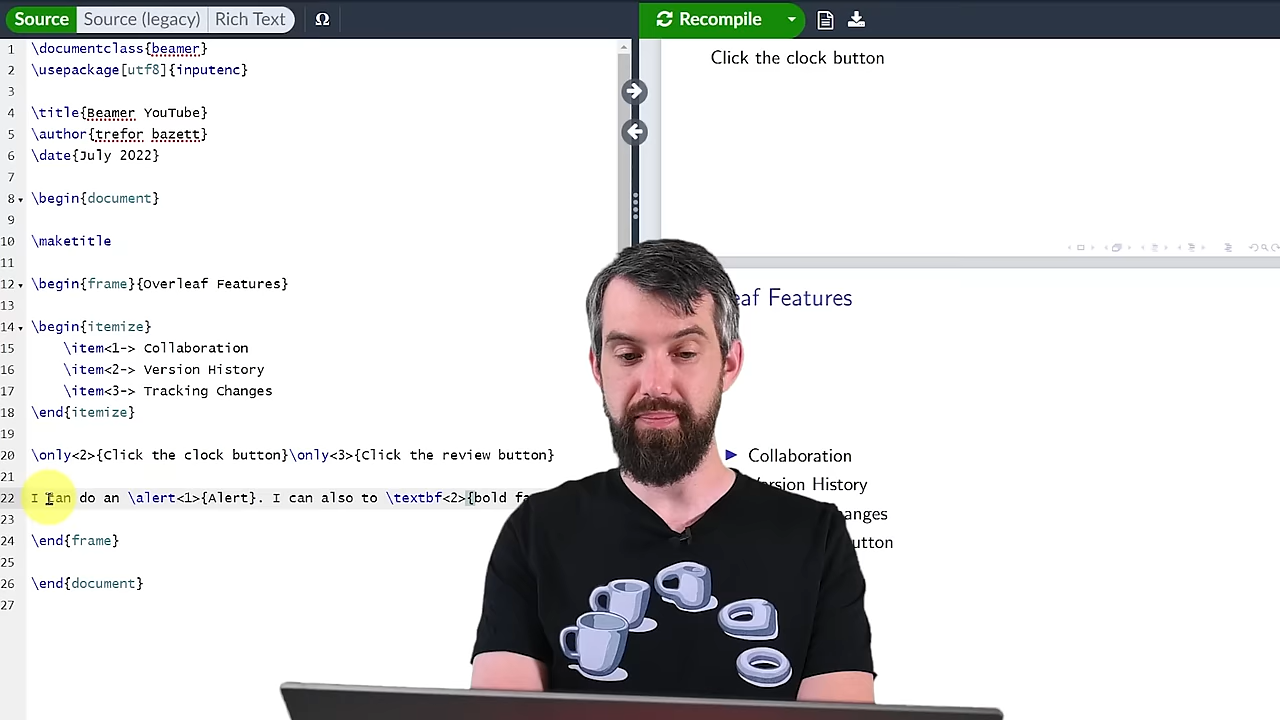 Source Source (legacy) Rich Text Ω Recompile
1 \documentclass{beamer}
2 \usepackage[utf8]{inputenc}
3
4 \title{Beamer YouTube}
5 \author{trefor bazett}
6 \date{July 2022}
7
8 \begin{document}
9
10 \maketitle
11
12 \begin{frame}{Overleaf Features}
13
14 \begin{itemize}
15 \item<1-> Collaboration
16 \item<2-> Version History
17 \item<3-> Tracking Changes
18 \end{itemize}
19
20 \only<2>{Click the clock button}\only<3>{Click the review button}
21
22 I can do an \alert<1>{Alert}. I can also to \textbf<2>{bold fa
23
24 \end{frame}
25
26 \end{document}
27
Click the clock button
eaf Features
Collaboration
ersion History
anges
utton